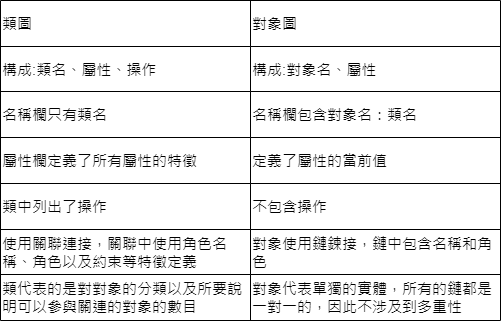 類圖
對象圖
構成:類名、屬性、操作
構成:對象名、屬性
名稱欄只有類名
名稱欄包含對象名：類名
屬性欄定義了所有屬性的特徵
定義了屬性的當前值
類中列出了操作
不包含操作
使用關聯連接，關聯中使用角色名
稱、角色以及約束等特徵定義
對象使用鏈鍊接，鏈中包含名稱和角
色
類代表的是對對象的分類以及所要說
明可以參與關連的對象的數目
對象代表單獨的實體，所有的鏈都是
一對一的，因此不涉及到多重性